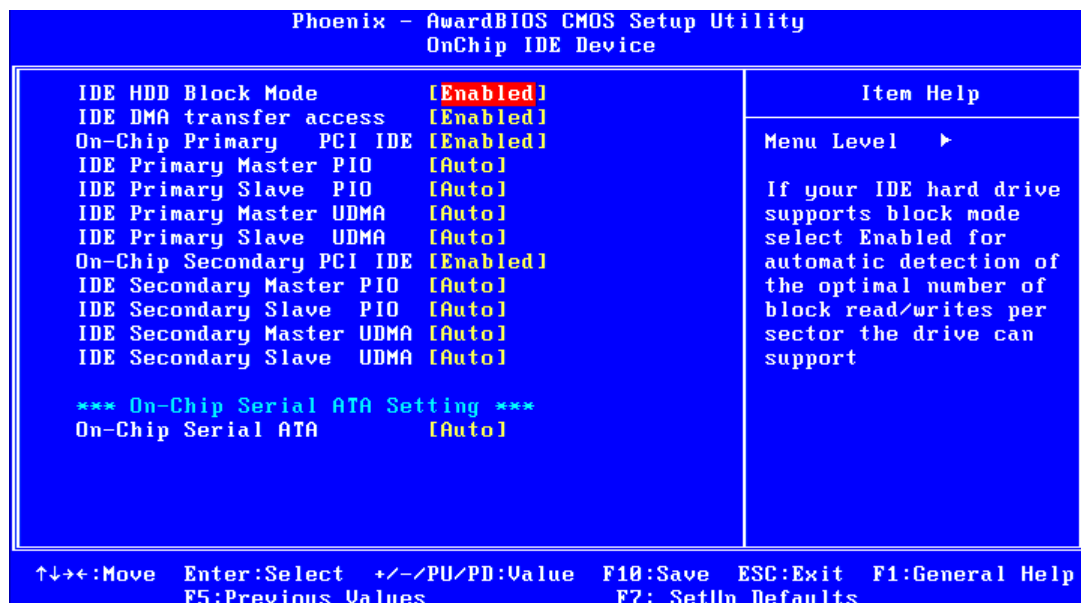 Phoenix - AwardBIOS CMOS Setup Utility
OnChip IDE Device
IDE HDD Block Mode [Enabled]
IDE DMA transfer access [Enabled]
On-Chip Primary PCI IDE [Enabled]
IDE Primary Master PIO [Auto]
IDE Primary Slave PIO [Auto]
IDE Primary Master UDMA [Auto]
IDE Primary Slave UDMA [Auto]
On-Chip Secondary PCI IDE [Enabled]
IDE Secondary Master PIO [Auto]
IDE Secondary Slave PIO [Auto]
IDE Secondary Master UDMA [Auto]
IDE Secondary Slave UDMA [Auto]
*** On-Chip Serial ATA Setting ***
On-Chip Serial ATA [Auto]
Item Help
Menu Level ►
If your IDE hard drive
supports block mode
select Enabled for
automatic detection of
the optimal number of
block read/writes per
sector the drive can
support
↑↓→←:Move Enter:Select +/-/PU/PD:Value F10:Save ESC:Exit F1:General Help
F5:Previous Values F7: SetUp Defaults